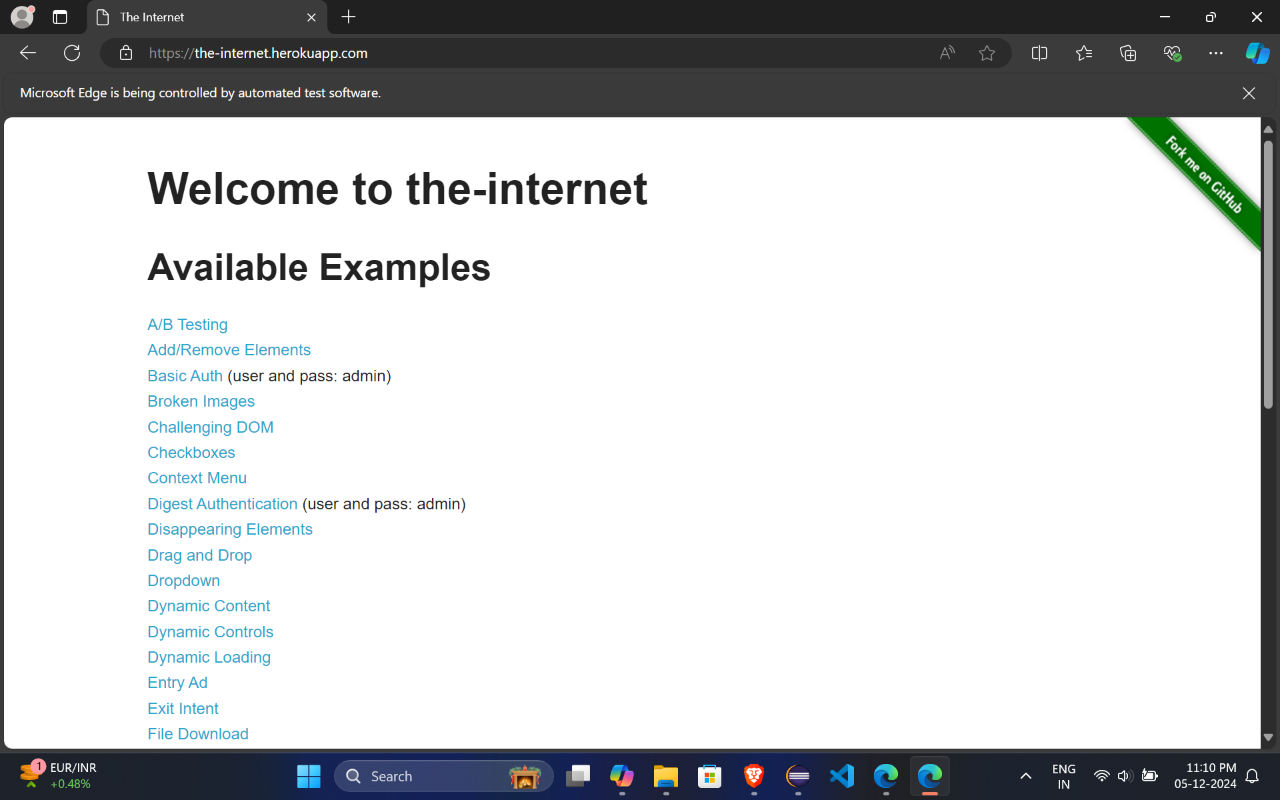 The Internet
https://the-internet.herokuapp.com
Microsoft Edge is being controlled by automated test software.
Fork me on GitHub
Welcome to the-internet
Available Examples
A/B Testing
Add/Remove Elements
Basic Auth (user and pass: admin)
Broken Images
Challenging DOM
Checkboxes
Context Menu
Digest Authentication (user and pass: admin)
Disappearing Elements
Drag and Drop
Dropdown
Dynamic Content
Dynamic Controls
Dynamic Loading
Entry Ad
Exit Intent
File Download
1
EUR/INR
+0.48%
Search
ENG
IN
11:10 PM
05-12-2024